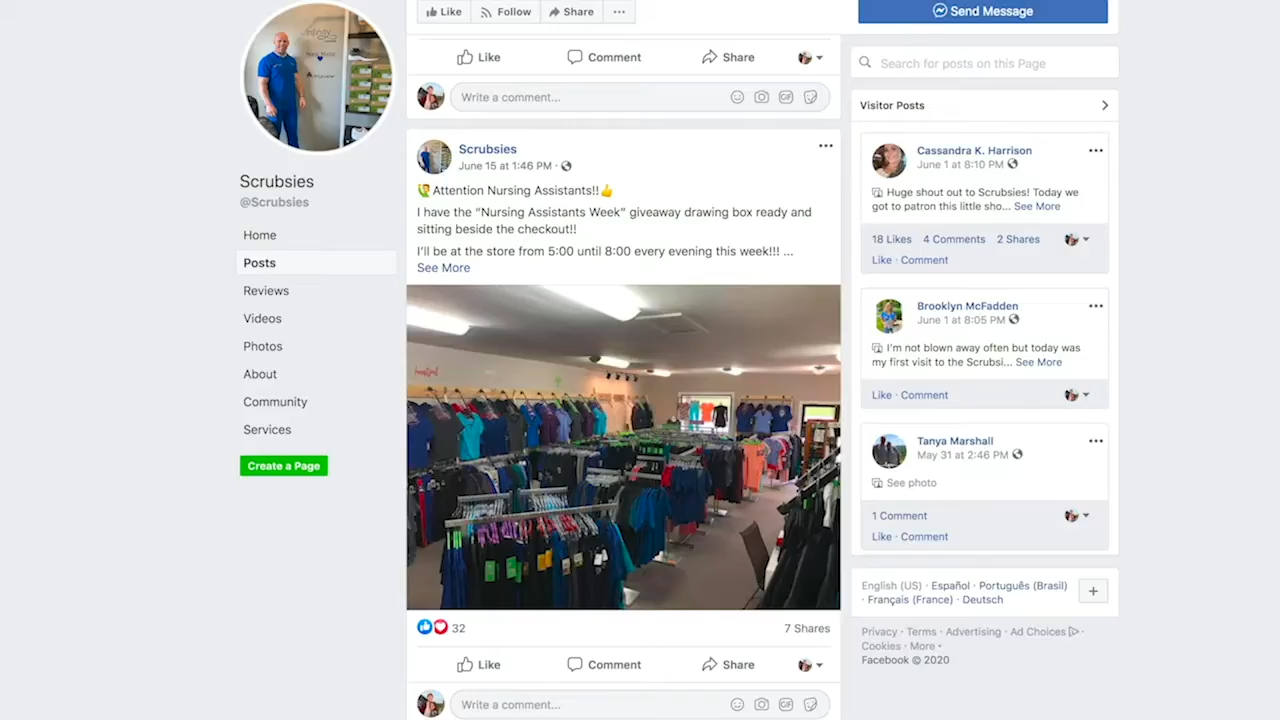 Scrubsies
@Scrubsies
Home
Posts
Reviews
Videos
Photos
About
Community
Services
Create a Page
Like
Follow
Share
Like
Comment
Share
Write a comment...
GIF
Scrubsies
June 15 at 1:46 PM ·
Attention Nursing Assistants!!
I have the “Nursing Assistants Week” giveaway drawing box ready and
sitting beside the checkout!!
I'll be at the store from 5:00 until 8:00 every evening this week!!! ...
See More
32
7 Shares
Like
Comment
Share
Write a comment...
GIF
Send Message
Search for posts on this Page
Visitor Posts
Cassandra K. Harrison
June 1 at 8:10 PM
Huge shout out to Scrubsies! Today we
got to patron this little sho... See More
18 Likes 4 Comments 2 Shares
Like · Comment
Brooklyn McFadden
June 1 at 8:05 PM
I'm not blown away often but today was
my first visit to the Scrubsi... See More
Like · Comment
Tanya Marshall
May 31 at 2:46 PM
See photo
1 Comment
Like · Comment
English (US) · Español · Português (Brasil)
· Français (France) · Deutsch
Privacy · Terms · Advertising · Ad Choices ·
Cookies · More
Facebook © 2020